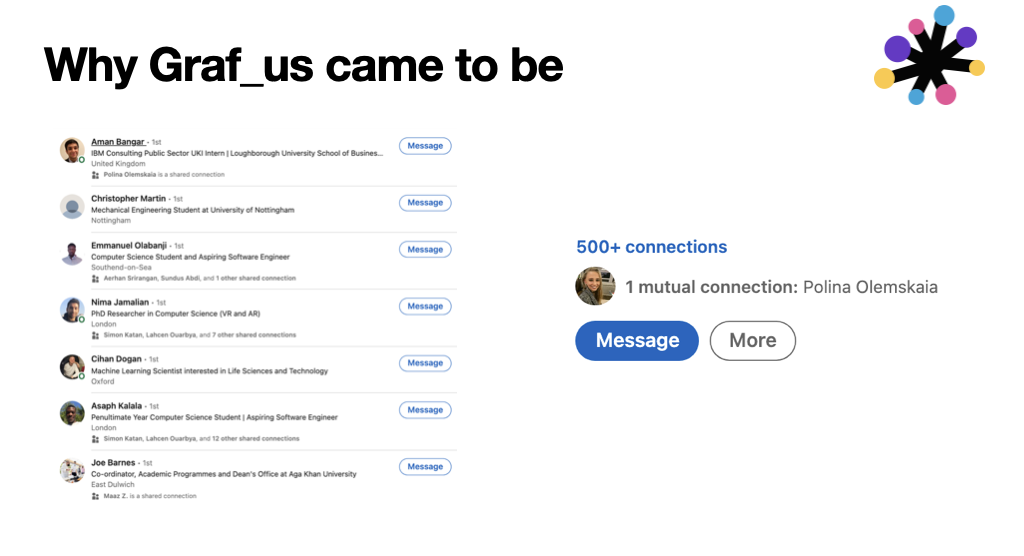 Why Graf_us came to be
Aman Bangar - 1st
Message
IBM Consulting Public Sector UKI Intern | Loughborough University School of Busines...
United Kingdom
Polina Olemskaia is a shared connection
Christopher Martin - 1st
Message
Mechanical Engineering Student at University of Nottingham
Nottingham
Emmanuel Olabanji - 1st
Message
Computer Science Student and Aspiring Software Engineer
Southend-on-Sea
Aerhan Srirangan, Sundus Abdi, and 1 other shared connection
Nima Jamalian - 1st
Message
PhD Researcher in Computer Science (VR and AR)
London
Simon Katan, Lahcen Ouarbya, and 7 other shared connections
Cihan Dogan - 1st
Message
Machine Learning Scientist interested in Life Sciences and Technology
Oxford
Asaph Kalala - 1st
Message
Penultimate Year Computer Science Student | Aspiring Software Engineer
London
Simon Katan, Lahcen Ouarbya, and 12 other shared connections
Joe Barnes - 1st
Message
Co-ordinator, Academic Programmes and Dean's Office at Aga Khan University
East Dulwich
Maaz Z. is a shared connection
500+ connections
1 mutual connection: Polina Olemskaia
Message More